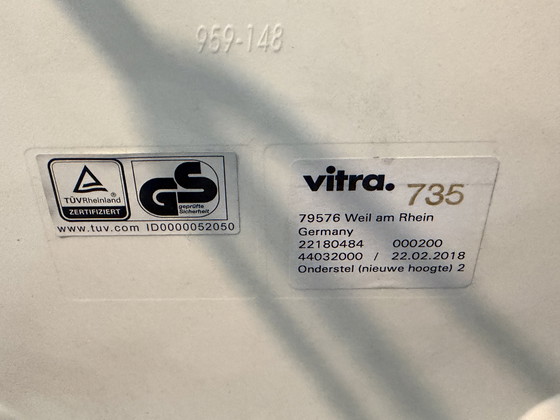 959-148
TÜVRheinland
ZERTIFIZIERT
GS
geprüfte
Sicherheit
www.tuv.com ID0000052050
vitra. 735
79576 Weil am Rhein
Germany
22180484 000200
44032000 / 22.02.2018
Onderstel (nieuwe hoogte) 2